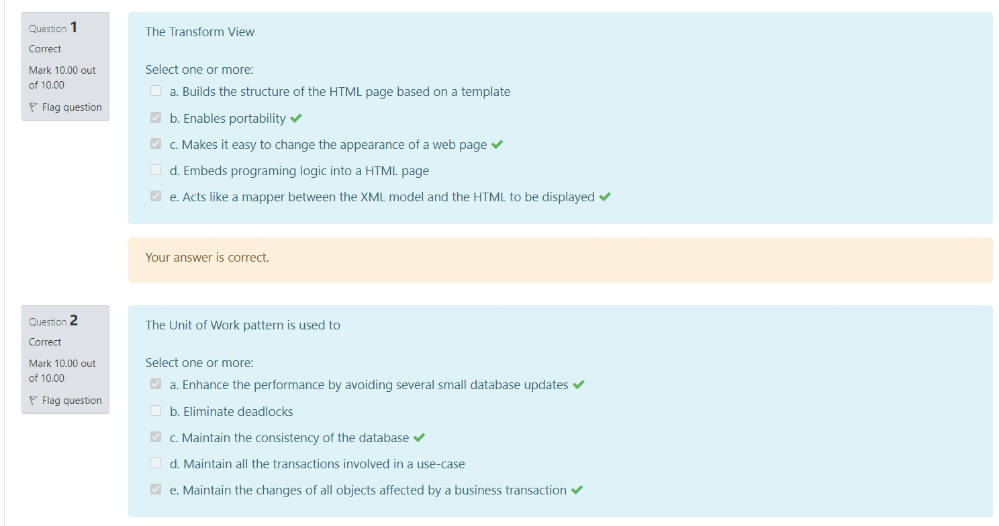 Question 1
Correct
Mark 10.00 out
of 10.00
Flag question
The Transform View
Select one or more:
a. Builds the structure of the HTML page based on a template
b. Enables portability
c. Makes it easy to change the appearance of a web page
d. Embeds programing logic into a HTML page
e. Acts like a mapper between the XML model and the HTML to be displayed
Your answer is correct.
Question 2
Correct
Mark 10.00 out
of 10.00
Flag question
The Unit of Work pattern is used to
Select one or more:
a. Enhance the performance by avoiding several small database updates
b. Eliminate deadlocks
c. Maintain the consistency of the database
d. Maintain all the transactions involved in a use-case
e. Maintain the changes of all objects affected by a business transaction